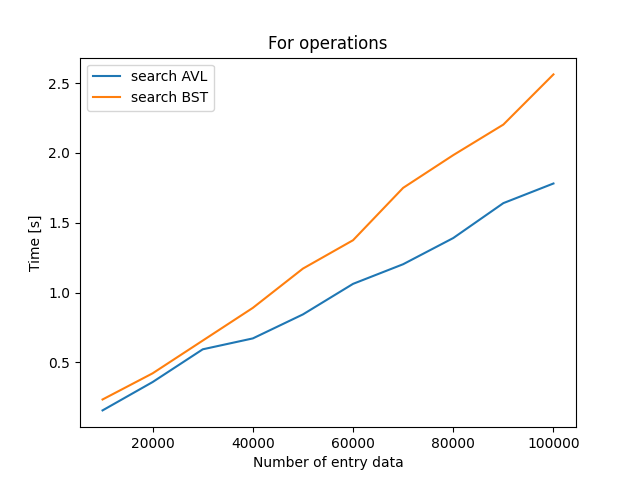 For operations
search AVL
search BST
2.5
2.0
1.5
1.0
0.5
Time [s]
20000 40000 60000 80000 100000
Number of entry data